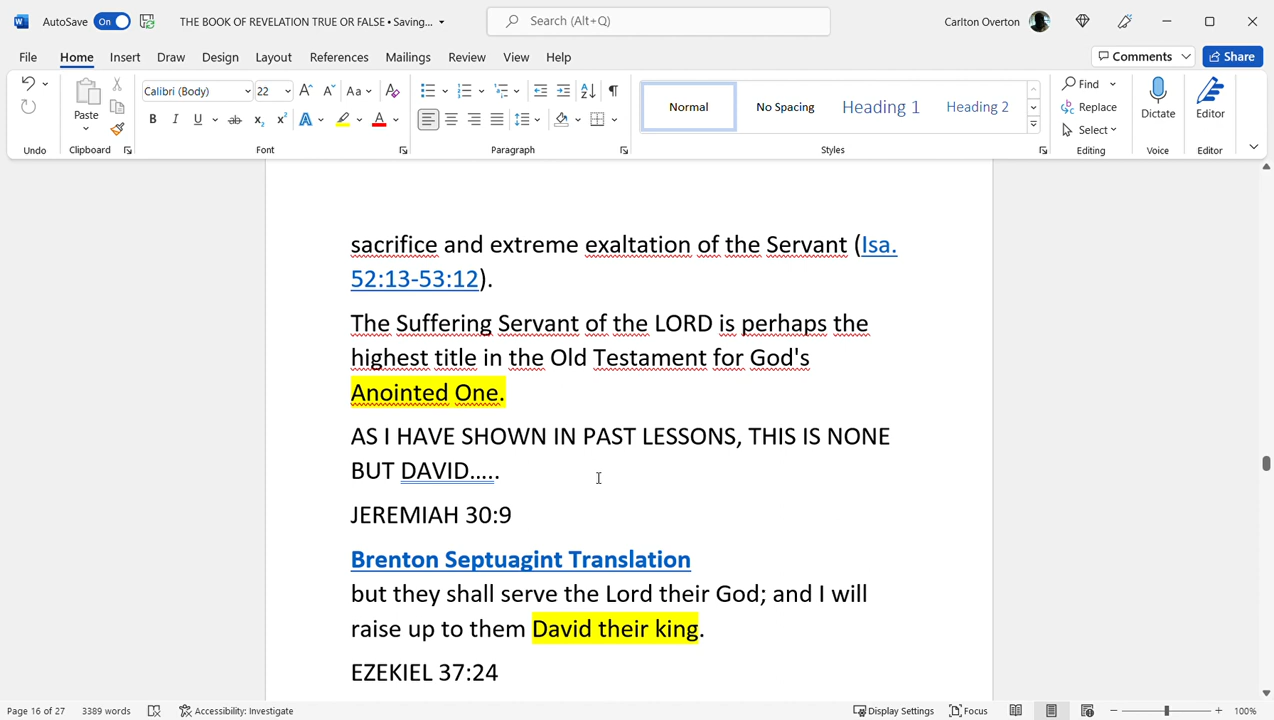 AutoSave On THE BOOK OF REVELATION TRUE OR FALSE • Saving... Search (Alt+Q) Carlton Overton
File Home Insert Draw Design Layout References Mailings Review View Help Comments Share
Calibri (Body) 22 Aa Normal No Spacing Heading 1 Heading 2 Find
Replace
Paste Select Dictate Editor
Undo Clipboard Font Paragraph Styles Editing Voice Editor
sacrifice and extreme exaltation of the Servant (Isa.
52:13-53:12).
The Suffering Servant of the LORD is perhaps the
highest title in the Old Testament for God's
Anointed One.
AS I HAVE SHOWN IN PAST LESSONS, THIS IS NONE
BUT DAVID.....
JEREMIAH 30:9
Brenton Septuagint Translation
but they shall serve the Lord their God; and I will
raise up to them David their king.
EZEKIEL 37:24
Page 16 of 27 3389 words Accessibility: Investigate Display Settings Focus 100%